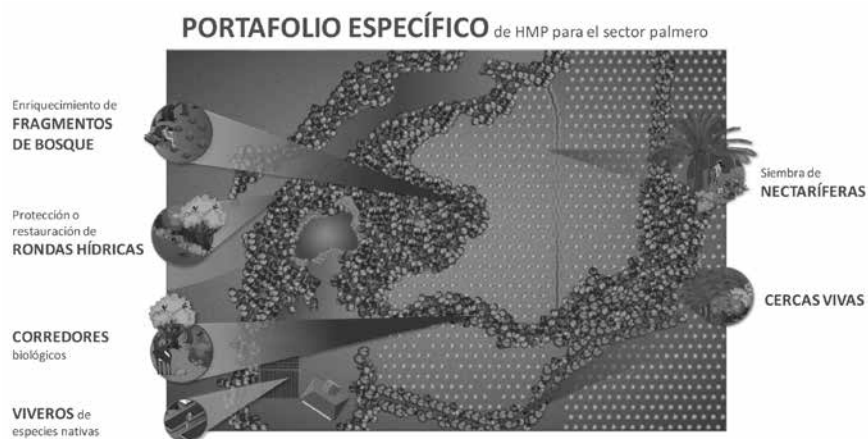 PORTAFOLIO ESPECÍFICO de HMP para el sector palmero
Enriquecimiento de
FRAGMENTOS
DE BOSQUE
Protección o
restauración de
RONDAS HÍDRICAS
CORREDORES
biológicos
VIVEROS de
especies nativas
Siembra de
NECTARÍFERAS
CERCAS VIVAS